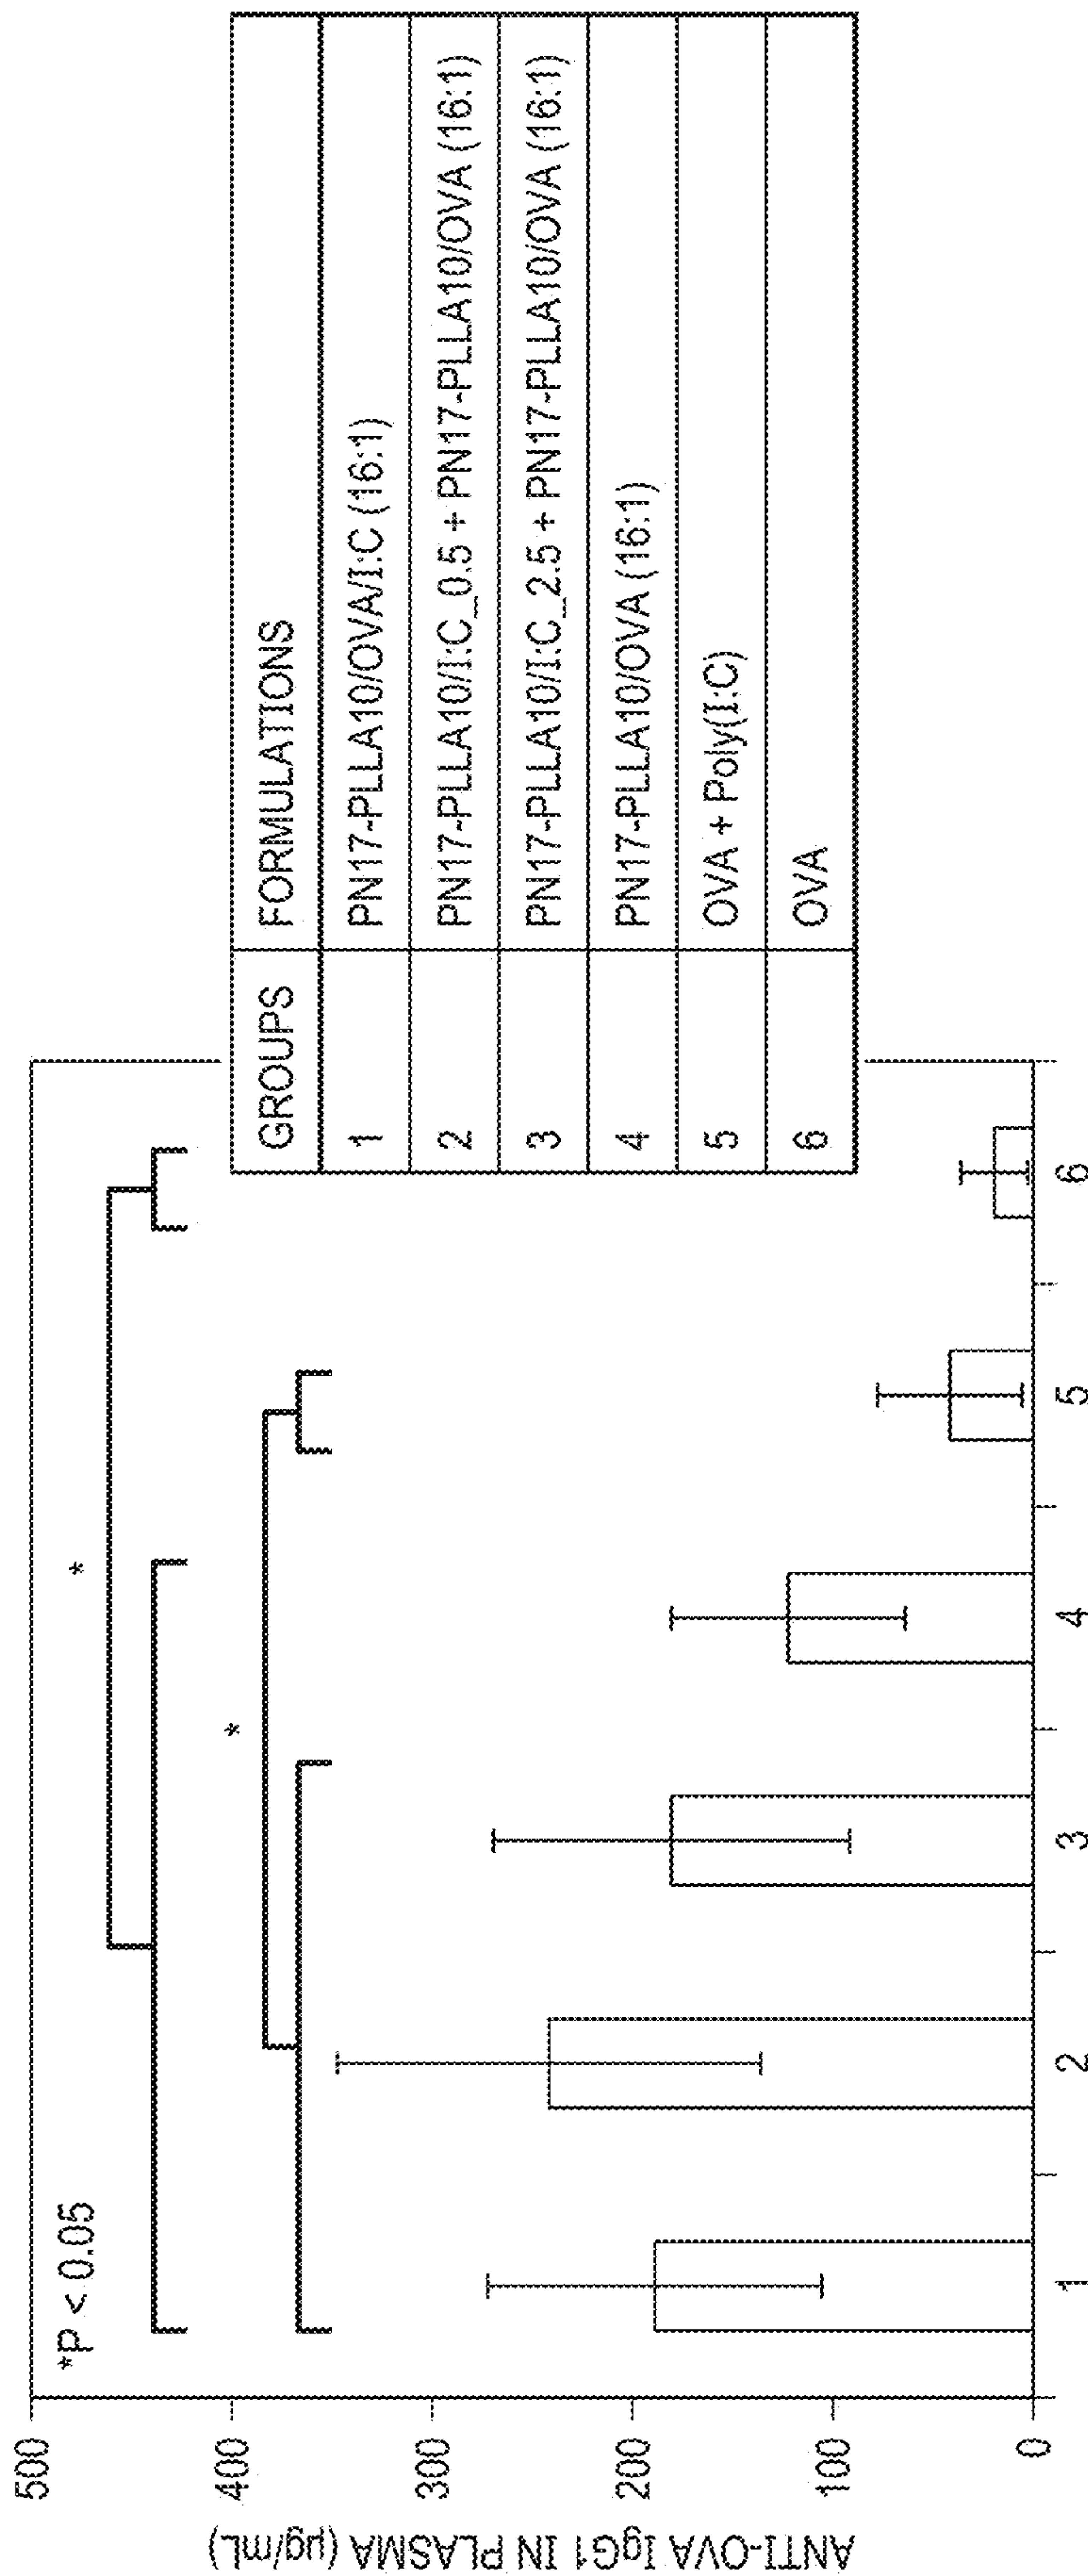 *P < 0.05
*
*
ANTI-OVA IgG1 IN PLASMA (µg/mL)
500
400
300
200
100
0
1 2 3 4 5 6
GROUPS FORMULATIONS
1 PN17-PLLA10/OVA/I:C (16:1)
2 PN17-PLLA10/I:C_0.5 + PN17-PLLA10/OVA (16:1)
3 PN17-PLLA10/I:C_2.5 + PN17-PLLA10/OVA (16:1)
4 PN17-PLLA10/OVA (16:1)
5 OVA + Poly(I:C)
6 OVA